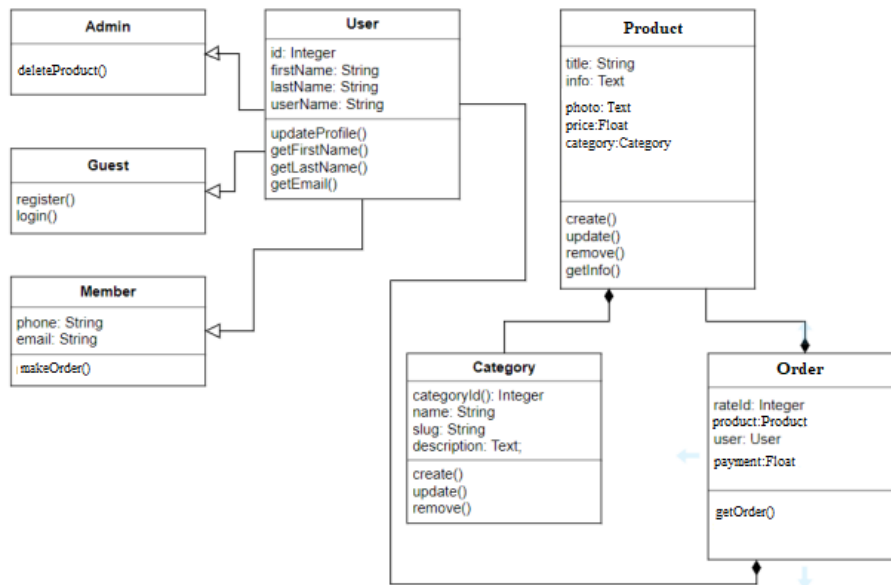 Admin
deleteProduct()
User
id: Integer
firstName: String
lastName: String
userName: String
updateProfile()
getFirstName()
getLastName()
getEmail()
Product
title: String
info: Text
photo: Text
price:Float
category:Category
create()
update()
remove()
getInfo()
Guest
register()
login()
Member
phone: String
email: String
makeOrder()
Category
categoryId(): Integer
name: String
slug: String
description: Text;
create()
update()
remove()
Order
rateId: Integer
product:Product
user: User
payment:Float
getOrder()